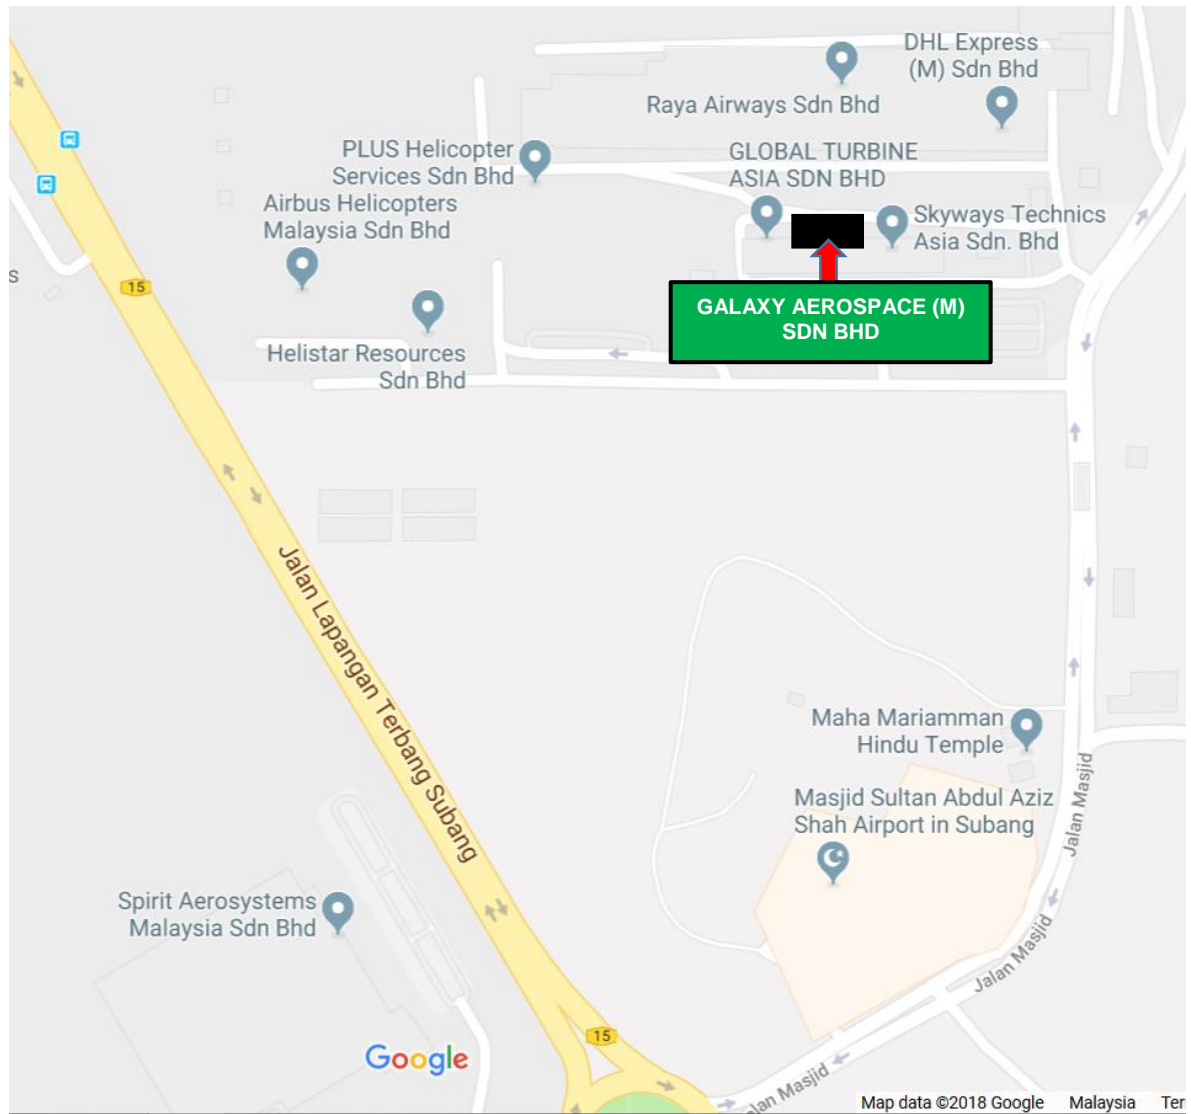 DHL Express
(M) Sdn Bhd
Raya Airways Sdn Bhd
PLUS Helicopter
Services Sdn Bhd
GLOBAL TURBINE
ASIA SDN BHD
Airbus Helicopters
Malaysia Sdn Bhd
Skyways Technics
Asia Sdn. Bhd
s
15
GALAXY AEROSPACE (M)
SDN BHD
Helistar Resources
Sdn Bhd
Jalan Lapangan Terbang Subang
Maha Mariamman
Hindu Temple
Jalan Masjid
Masjid Sultan Abdul Aziz
Shah Airport in Subang
Spirit Aerosystems
Malaysia Sdn Bhd
Jalan Masjid
15
Google
Jalan Masjid
Map data ©2018 Google Malaysia Ter